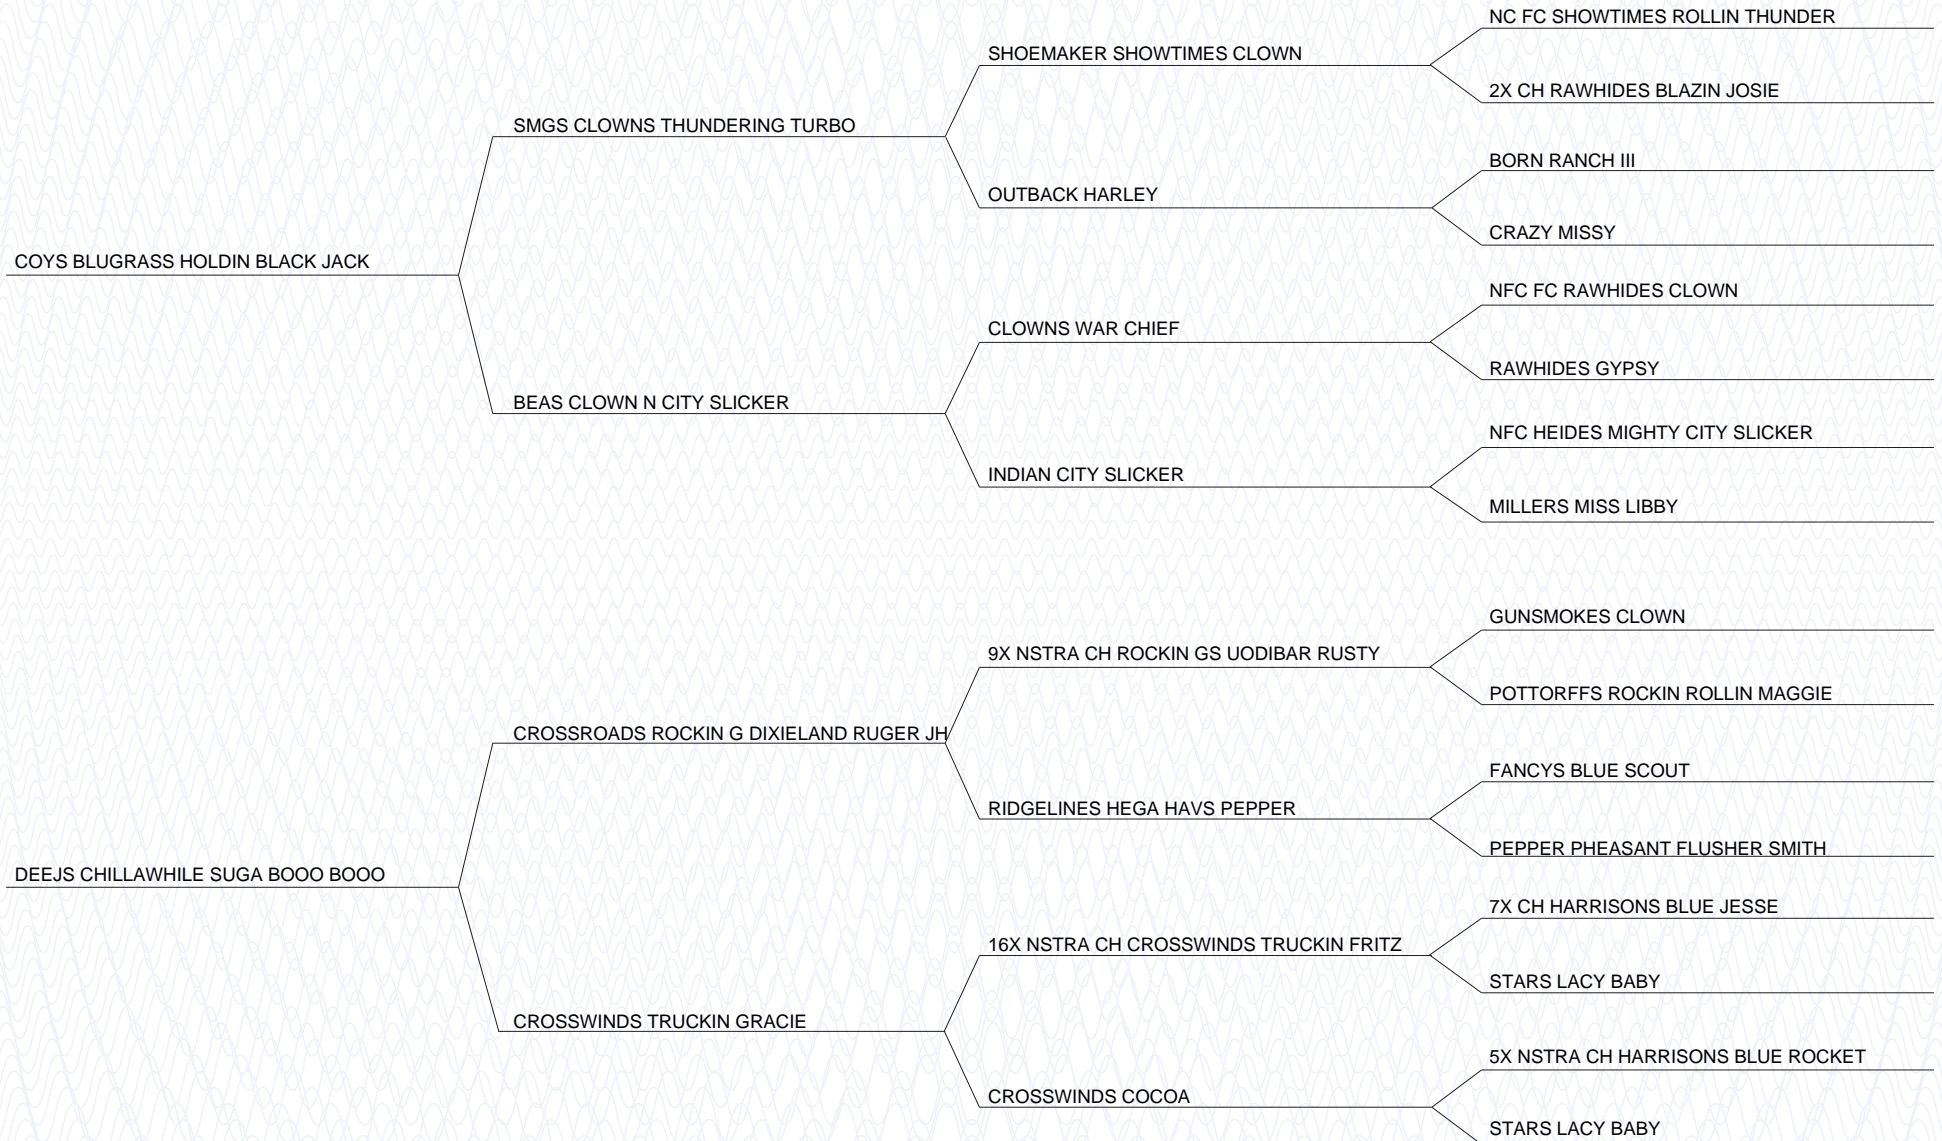 NC FC SHOWTIMES ROLLIN THUNDER
SHOEMAKER SHOWTIMES CLOWN
2X CH RAWHIDES BLAZIN JOSIE
SMGS CLOWNS THUNDERING TURBO
BORN RANCH III
OUTBACK HARLEY
CRAZY MISSY
COYS BLUGRASS HOLDIN BLACK JACK
NFC FC RAWHIDES CLOWN
CLOWNS WAR CHIEF
RAWHIDES GYPSY
BEAS CLOWN N CITY SLICKER
NFC HEIDES MIGHTY CITY SLICKER
INDIAN CITY SLICKER
MILLERS MISS LIBBY
GUNSMOKES CLOWN
9X NSTRA CH ROCKIN GS UODIBAR RUSTY
POTTORFFS ROCKIN ROLLIN MAGGIE
CROSSROADS ROCKIN G DIXIELAND RUGER JH
FANCYS BLUE SCOUT
RIDGELINES HEGA HAVS PEPPER
PEPPER PHEASANT FLUSHER SMITH
DEEJS CHILLAWHILE SUGA BOOO BOOO
7X CH HARRISONS BLUE JESSE
16X NSTRA CH CROSSWINDS TRUCKIN FRITZ
STARS LACY BABY
CROSSWINDS TRUCKIN GRACIE
5X NSTRA CH HARRISONS BLUE ROCKET
CROSSWINDS COCOA
STARS LACY BABY